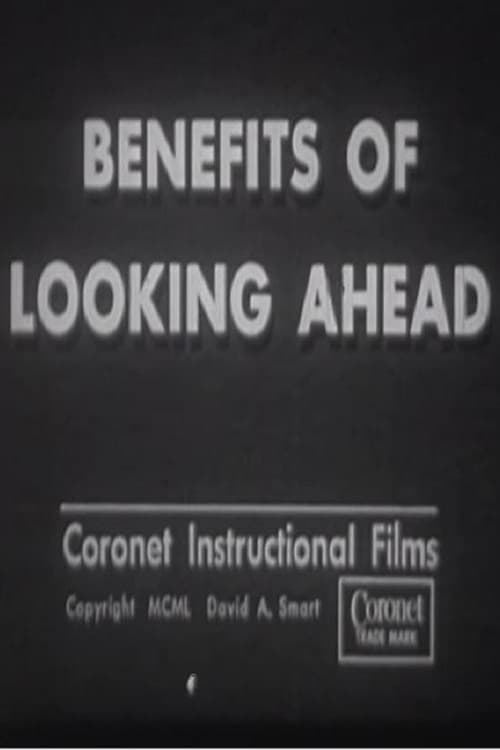 BENEFITS OF
LOOKING AHEAD
Coronet Instructional Films
Copyright MCML David A. Smart
Coronet
TRADE MARK